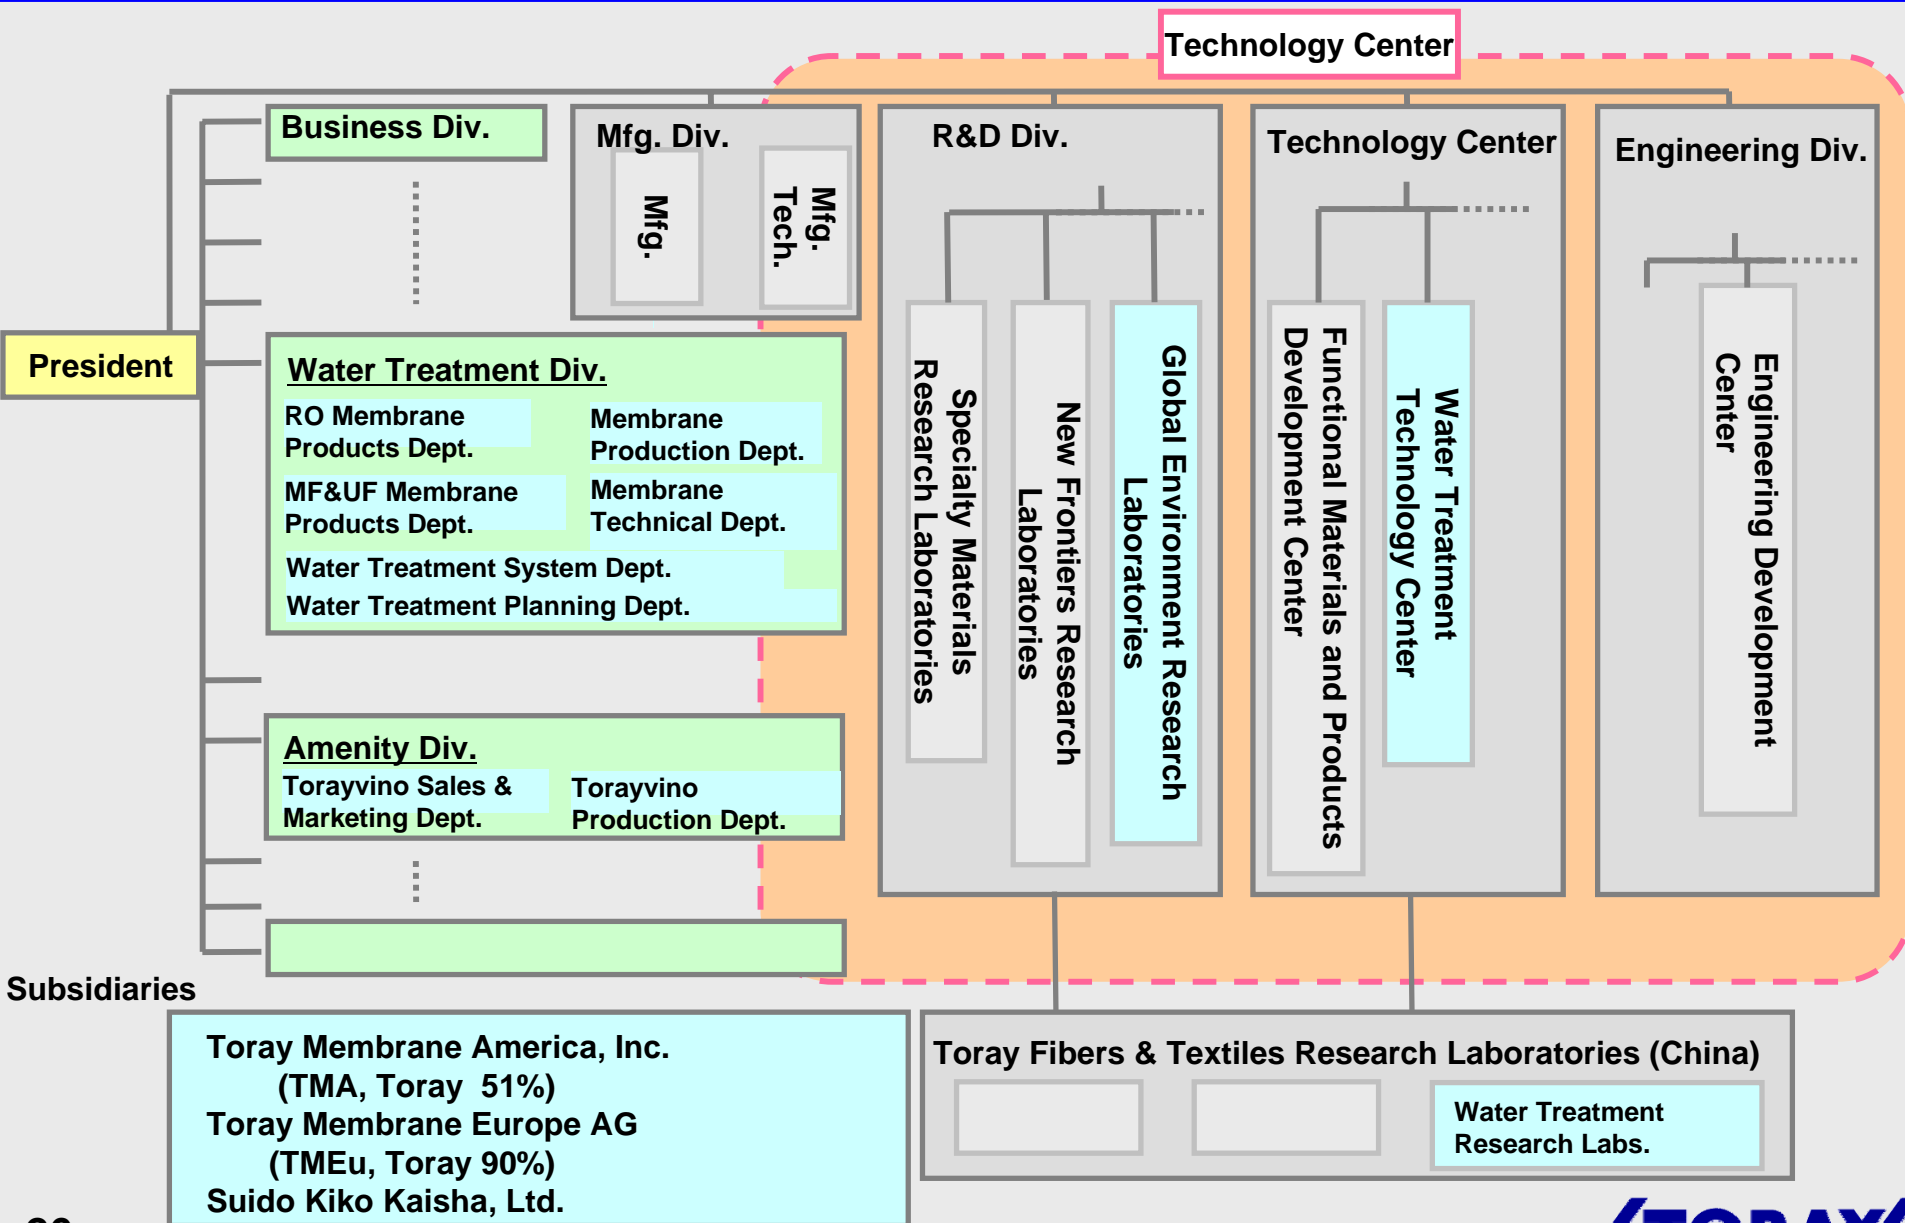 Technology Center
Business Div.
Mfg. Div.
Mfg.
Mfg.
Tech.
R&D Div.
Specialty Materials
Research Laboratories
New Frontiers Research
Laboratories
Global Environment Research
Laboratories
Technology Center
Functional Materials and Products
Development Center
Water Treatment
Technology Center
Engineering Div.
Engineering Development
Center
President
Water Treatment Div.
RO Membrane
Products Dept.
Membrane
Production Dept.
MF&UF Membrane
Products Dept.
Membrane
Technical Dept.
Water Treatment System Dept.
Water Treatment Planning Dept.
Amenity Div.
Torayvino Sales &
Marketing Dept.
Torayvino
Production Dept.
Subsidiaries
Toray Membrane America, Inc.
(TMA, Toray 51%)
Toray Membrane Europe AG
(TMEu, Toray 90%)
Suido Kiko Kaisha, Ltd.
Toray Fibers & Textiles Research Laboratories (China)
Water Treatment
Research Labs.
TORAY